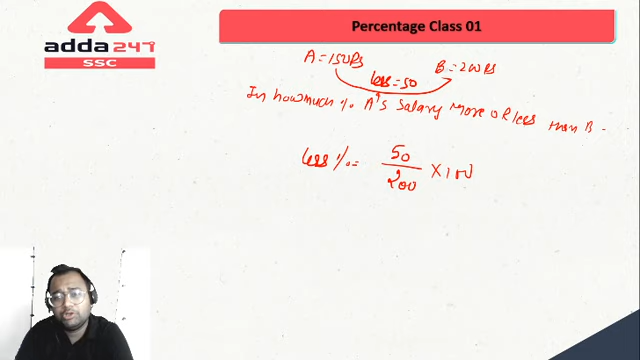 adda247
SSC
Percentage Class 01
A = 150Rs
B = 200Rs
less = 50
In how much % A's Salary More or less than B.
less % = 50/200 × 100